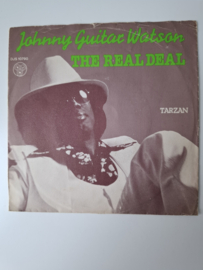 Johnny Guitar Watson
THE REAL DEAL
TARZAN